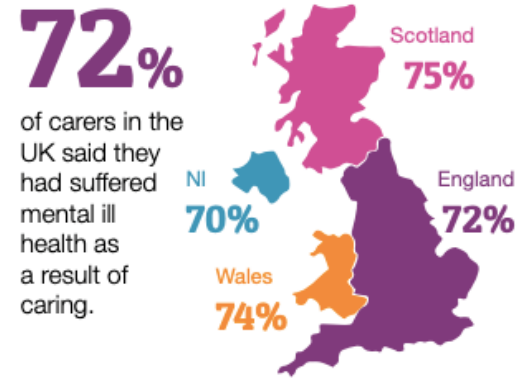 72%
of carers in the
UK said they
had suffered
mental ill
health as
a result of
caring.
Scotland
75%
NI
70%
England
72%
Wales
74%